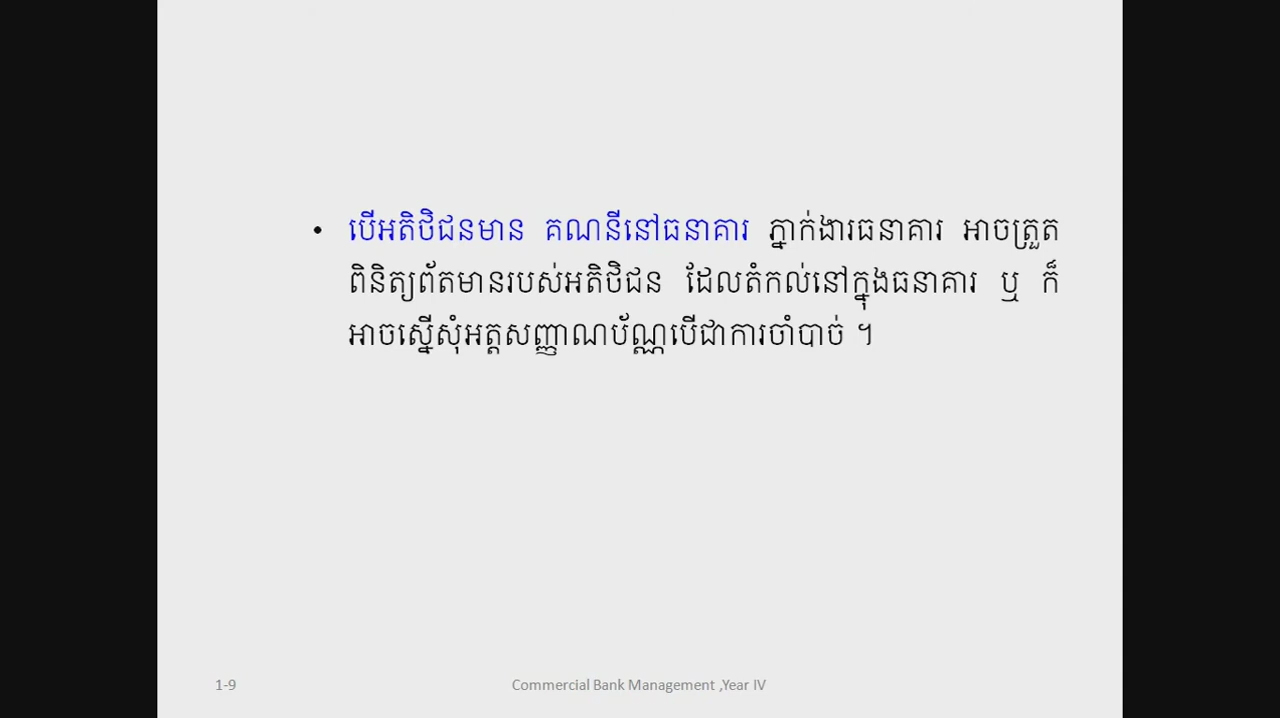 • បើអតិថិជនមាន គណនីនៅធនាគារ ភ្នាក់ងារធនាគារ អាចត្រួត
ពិនិត្យព័តមានរបស់អតិថិជន ដែលតំកល់នៅក្នុងធនាគារ ឬ ក៏
អាចស្នើសុំអត្តសញ្ញាណប័ណ្ណបើជាការចាំបាច់ ។
1-9
Commercial Bank Management ,Year IV